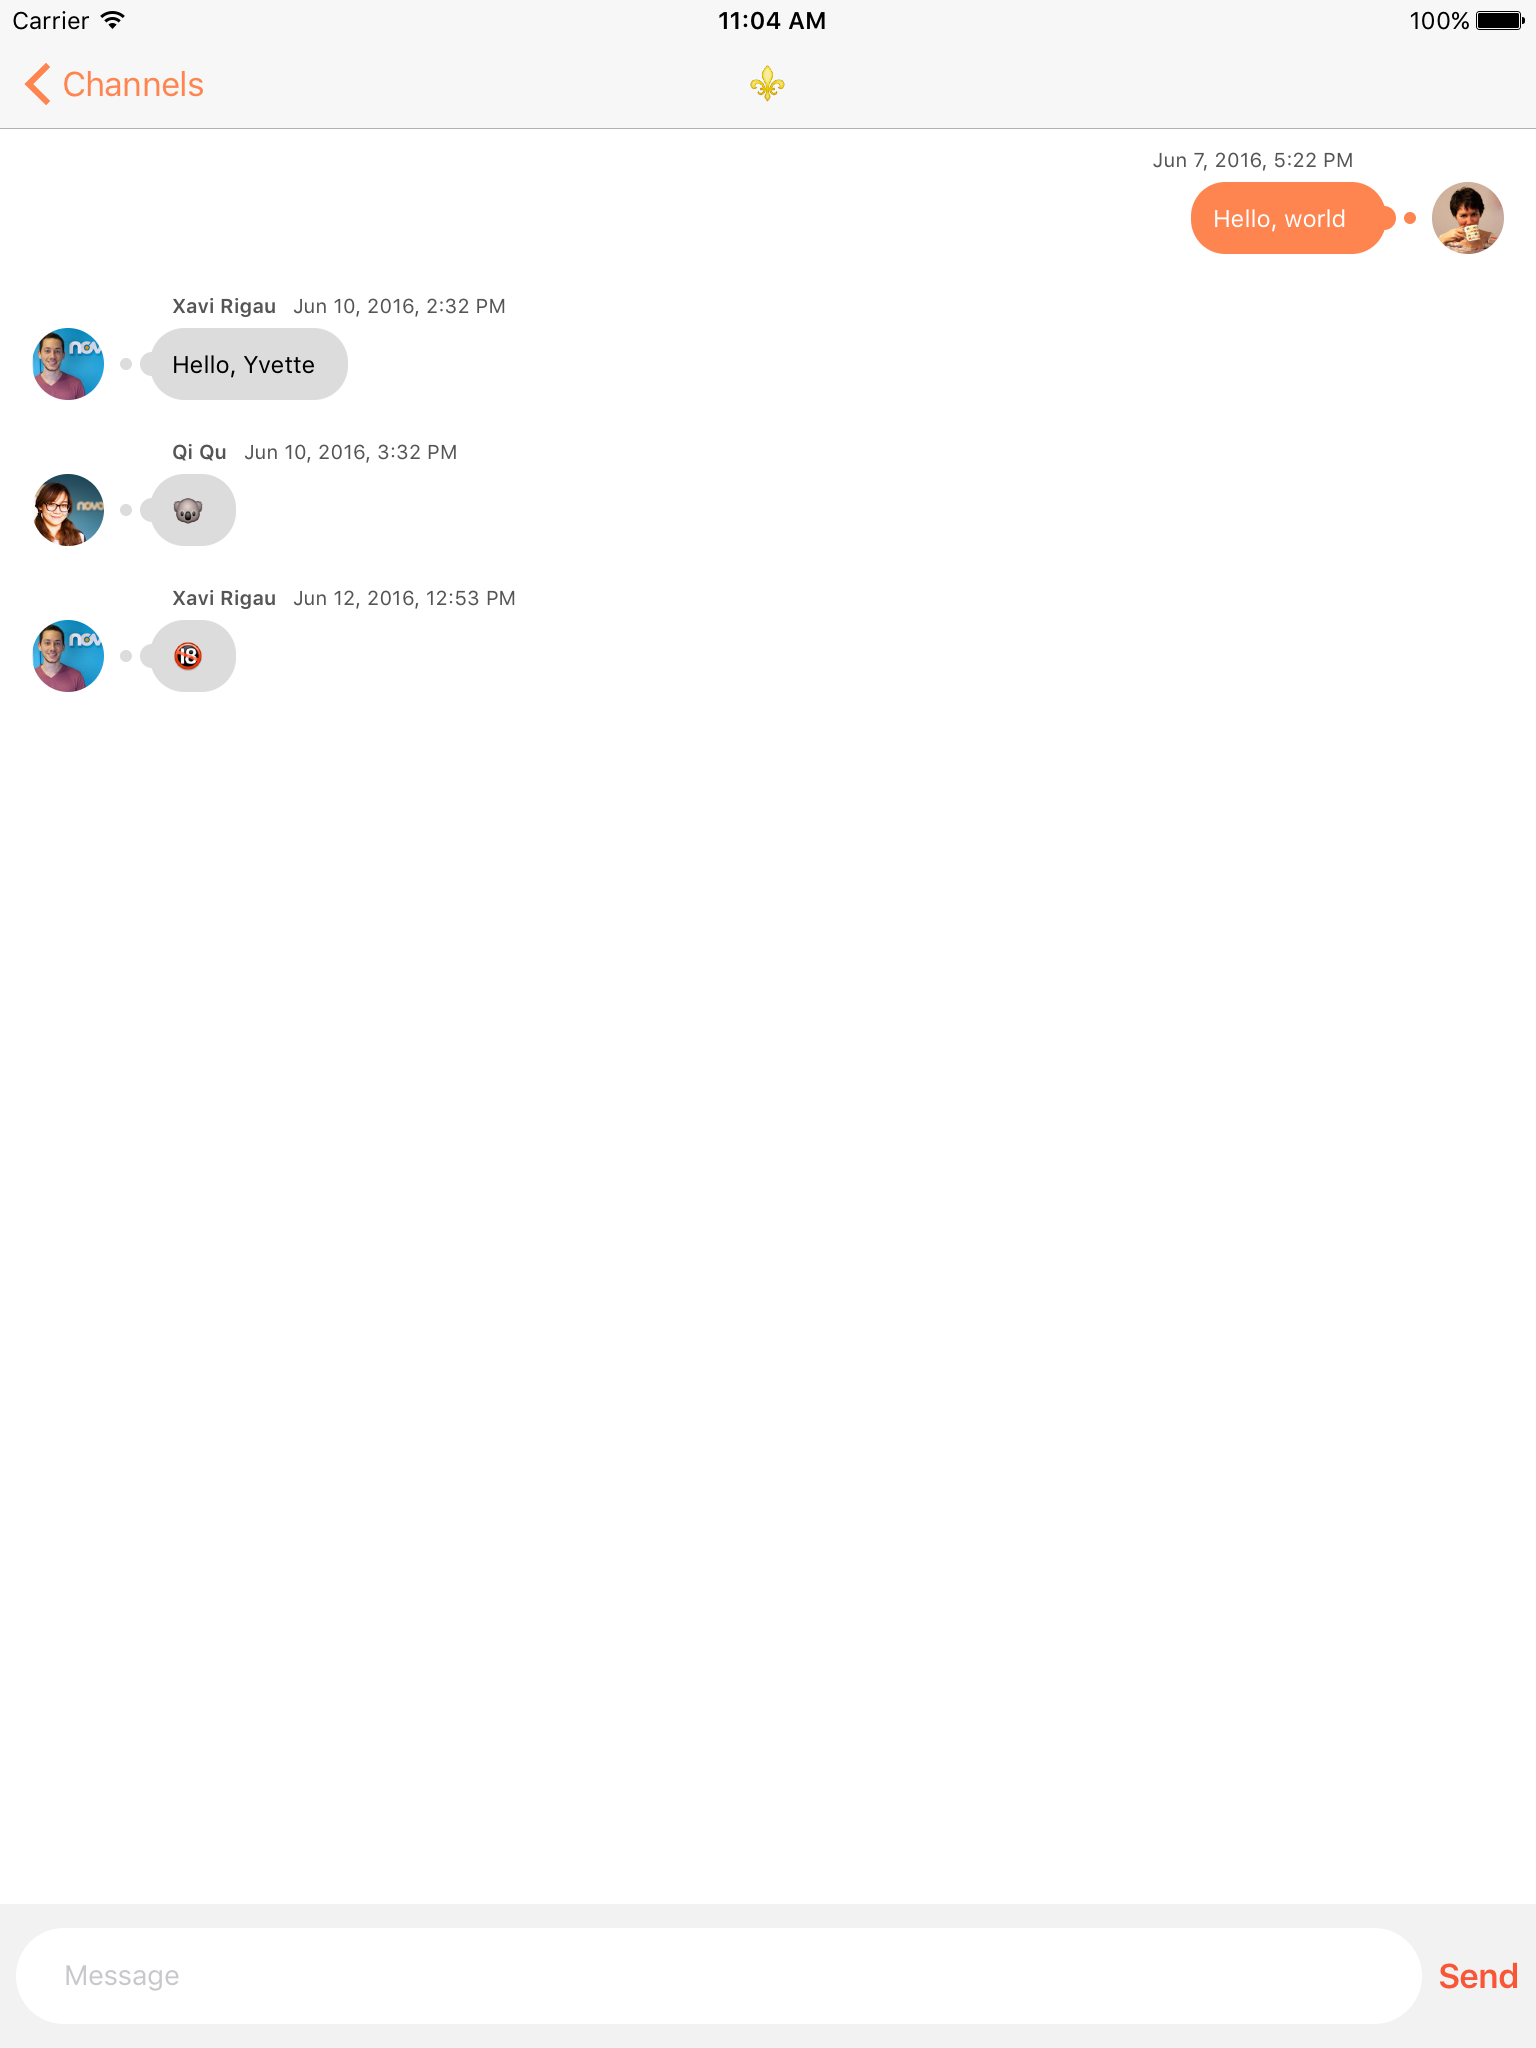 Carrier 11:04 AM 100%
Channels ⚜
Jun 7, 2016, 5:22 PM
Hello, world
Xavi Rigau Jun 10, 2016, 2:32 PM
Hello, Yvette
Qi Qu Jun 10, 2016, 3:32 PM
🐨
Xavi Rigau Jun 12, 2016, 12:53 PM
🔞
Message Send